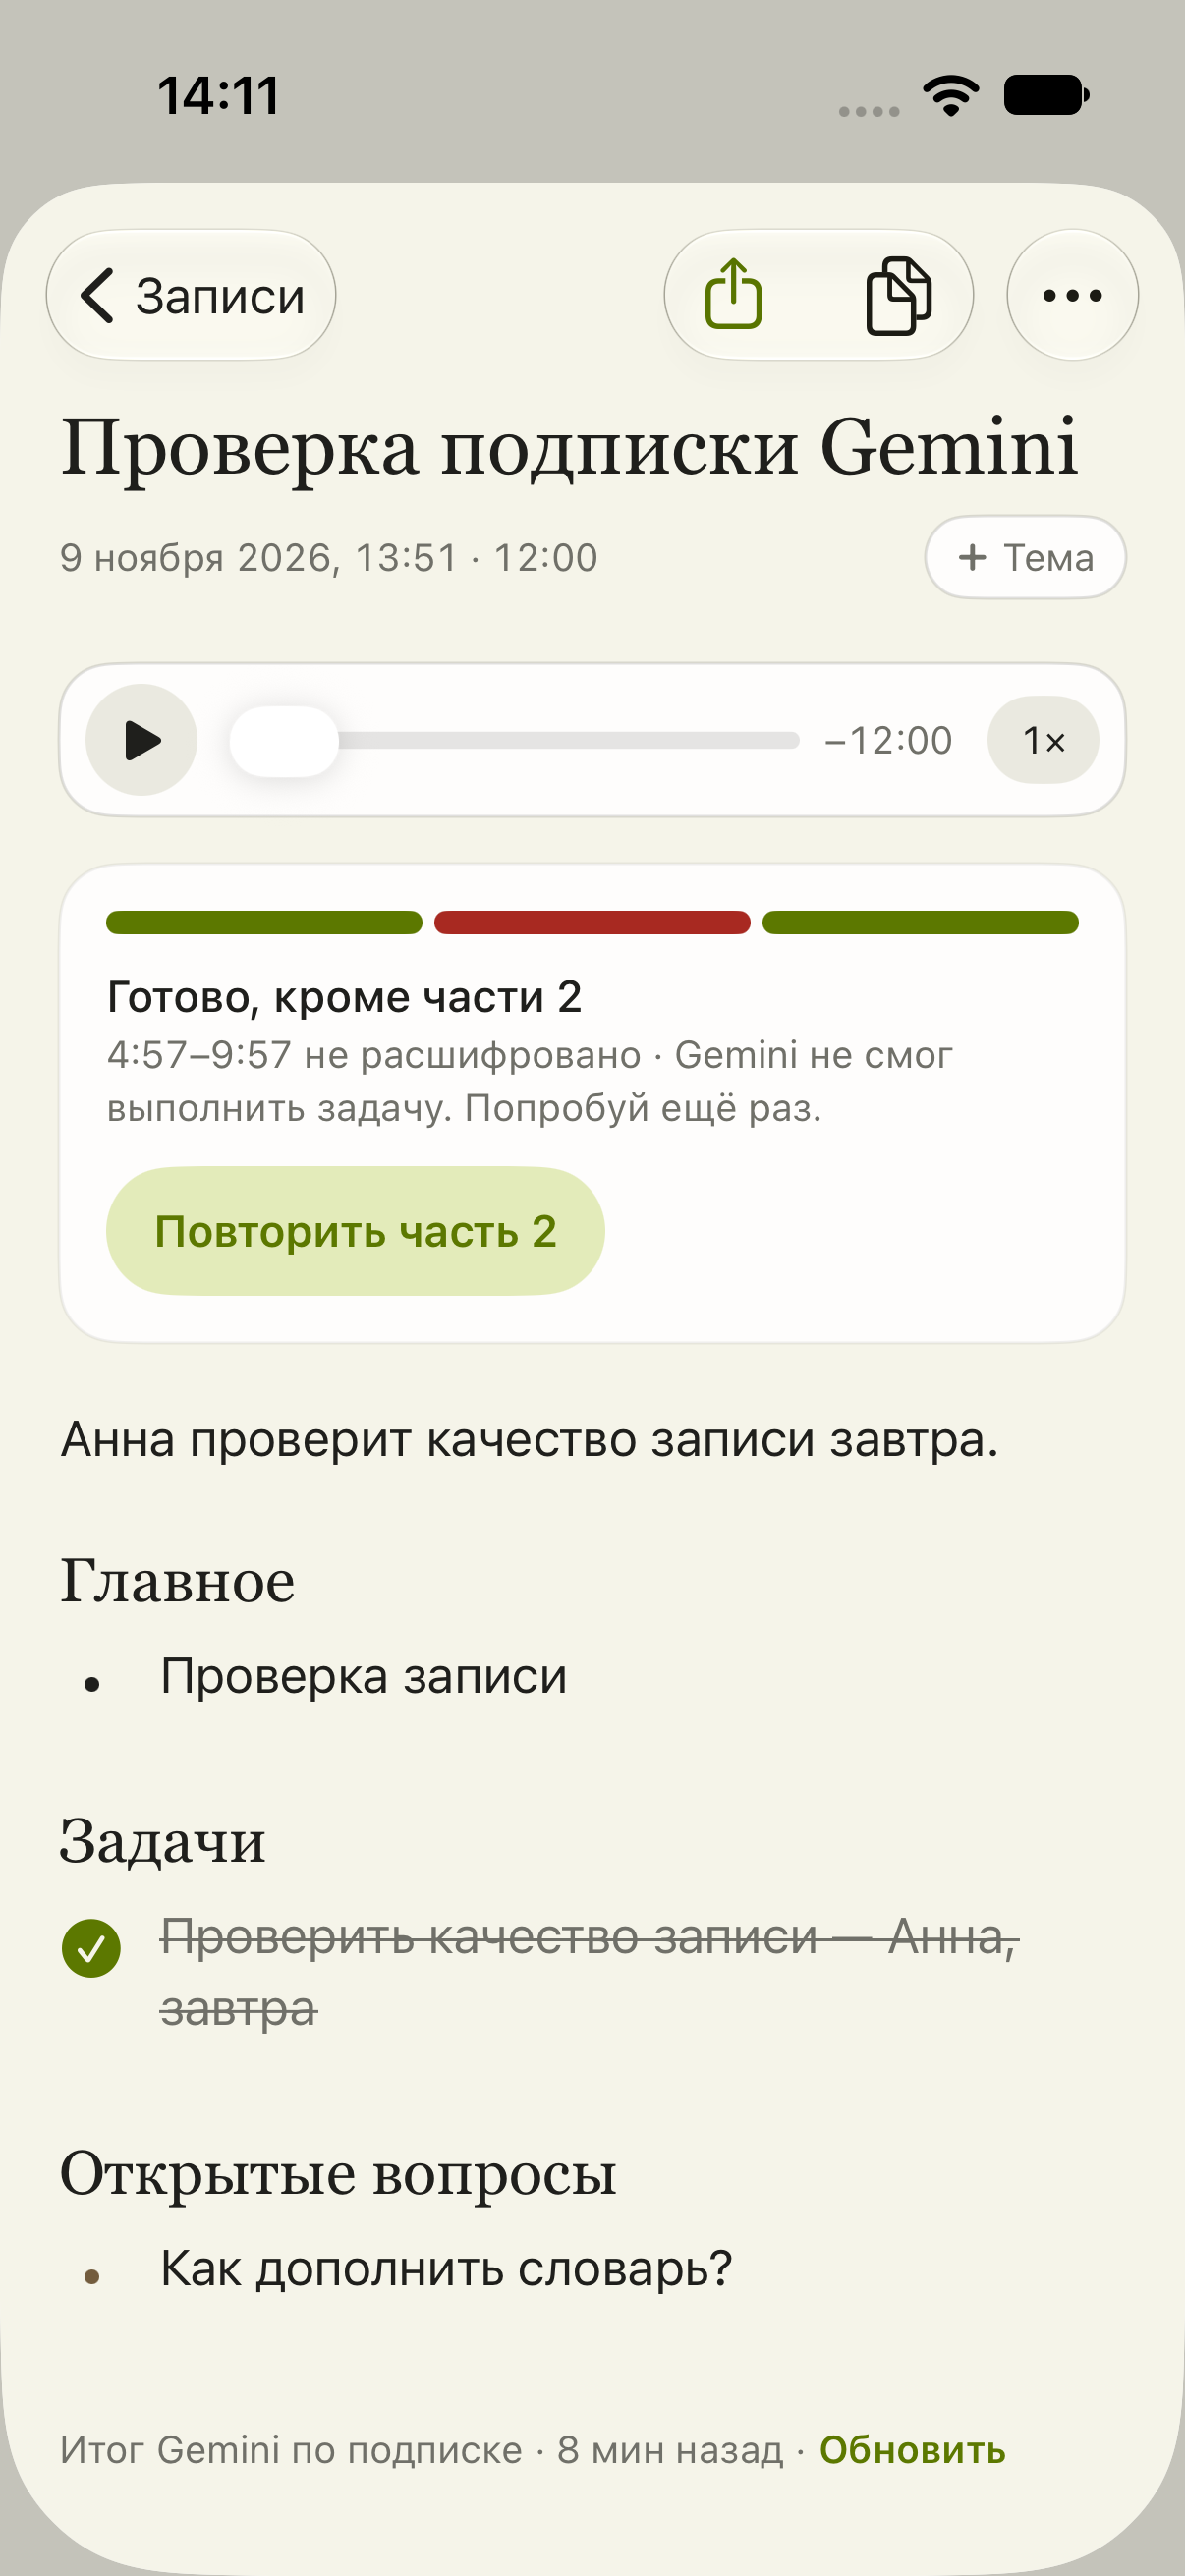 14:11
Записи
Проверка подписки Gemini
9 ноября 2026, 13:51 · 12:00
+ Тема
−12:00
1×
Готово, кроме части 2
4:57–9:57 не расшифровано · Gemini не смог
выполнить задачу. Попробуй ещё раз.
Повторить часть 2
Анна проверит качество записи завтра.
Главное
• Проверка записи
Задачи
Проверить качество записи — Анна,
завтра
Открытые вопросы
• Как дополнить словарь?
Итог Gemini по подписке · 8 мин назад · Обновить